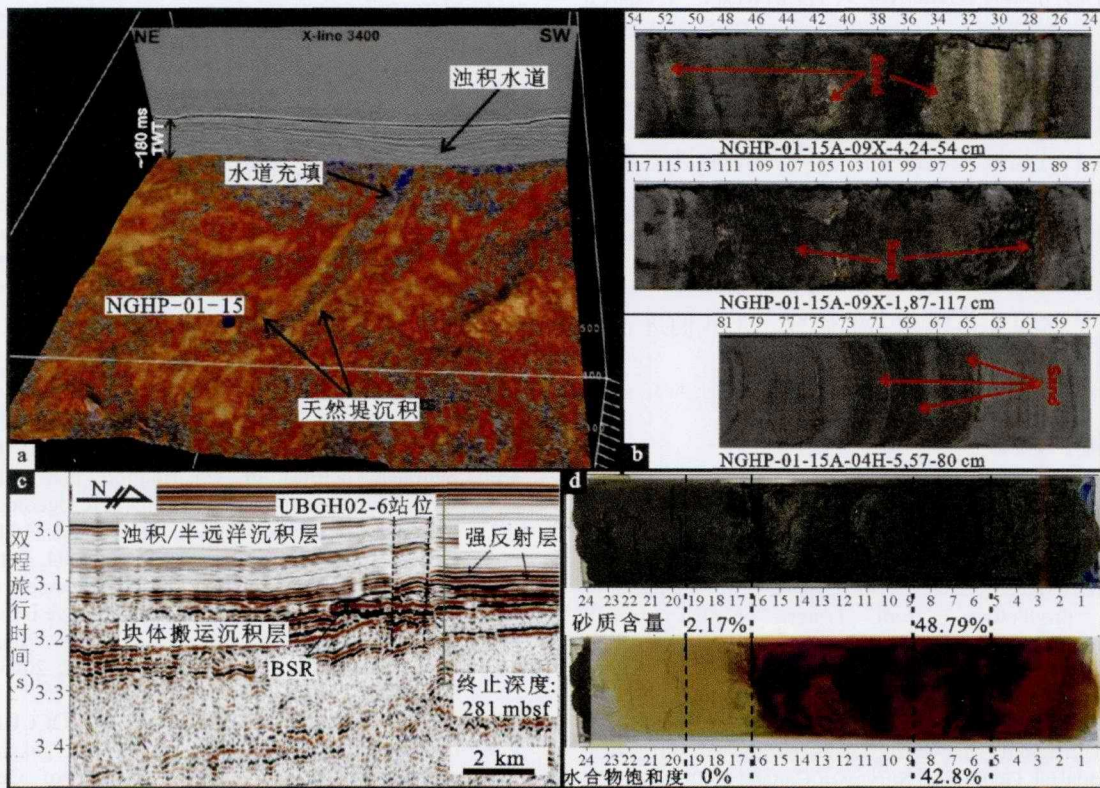 NE
X-line 3400
SW
浊积水道
~180 ms
TWT
水道充填
NGHP-01-15
天然堤沉积
500
a
54 52 50 48 46 44 42 40 38 36 34 32 30 28 26 24
Sand
NGHP-01-15A-09X-4,24-54 cm
117 115 113 111 109 107 105 103 101 99 97 95 93 91 89 87
Sand
NGHP-01-15A-09X-1,87-117 cm
81 79 77 75 73 71 69 67 65 63 61 59 57
Sand
NGHP-01-15A-04H-5,57-80 cm
b
c
N
UBGH02-6站位
浊积/半远洋沉积层
强反射层
双程旅行时间(s)
3.0
3.1
3.2
3.3
3.4
块体搬运沉积层
BSR
终止深度:
281 mbsf
2 km
d
24 23 22 21 20 19 18 17 16 15 14 13 12 11 10 9 8 7 6 5 4 3 2 1
砂质含量 2.17% 48.79%
24 23 22 21 20 19 18 17 16 15 14 13 12 11 10 9 8 7 6 5 4 3 2 1
水合物饱和度 0% 42.8%